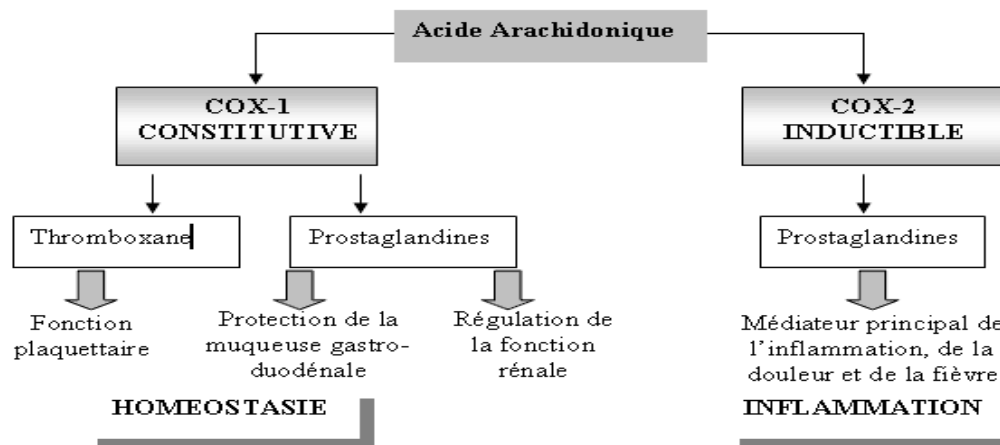 Acide Arachidonique
COX-1
CONSTITUTIVE
COX-2
INDUCTIBLE
Thromboxane
Prostaglandines
Prostaglandines
Fonction
plaquettaire
Protection de la
muqueuse gastro-
duodénale
Régulation de
la fonction
rénale
Médiateur principal de
l'inflammation, de la
douleur et de la fièvre
HOMEOSTASIE
INFLAMMATION